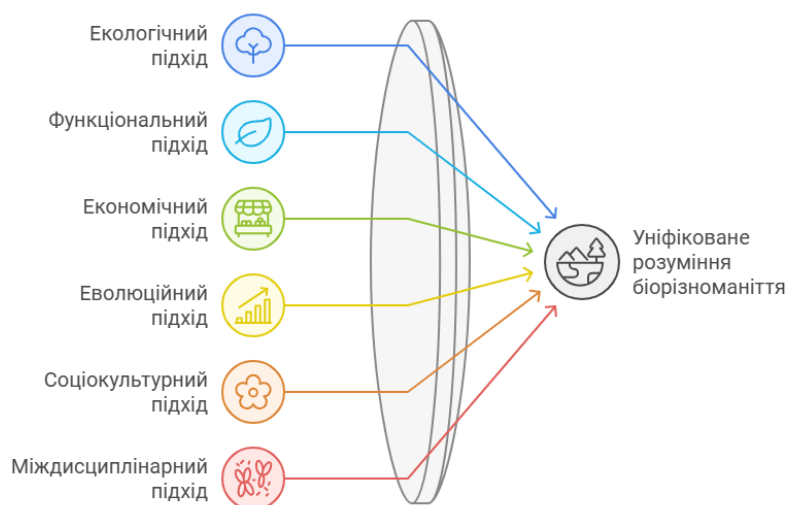 Екологічний
підхід
Функціональний
підхід
Економічний
підхід
Еволюційний
підхід
Соціокультурний
підхід
Міждисциплінарний
підхід
Уніфіковане
розуміння
біорізноманіття